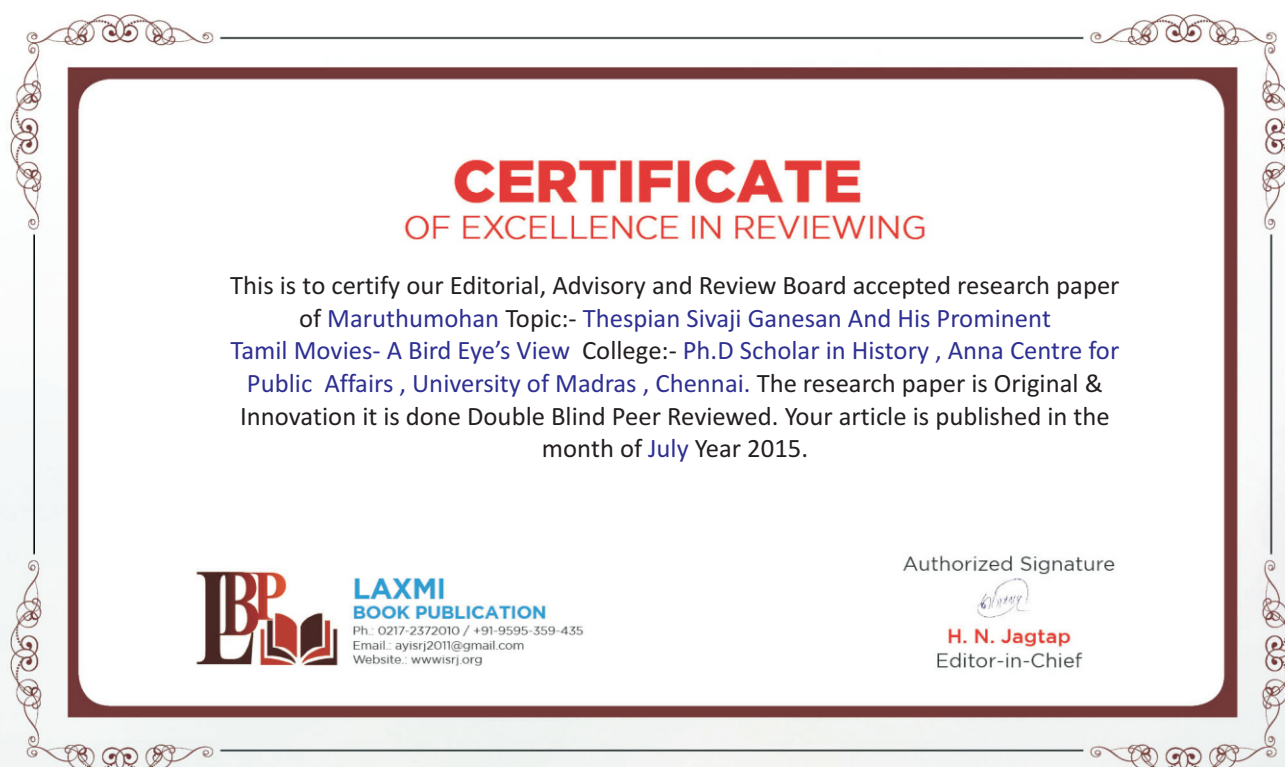 CERTIFICATE
OF EXCELLENCE IN REVIEWING
This is to certify our Editorial, Advisory and Review Board accepted research paper
of Maruthumohan Topic:- Thespian Sivaji Ganesan And His Prominent
Tamil Movies- A Bird Eye's View College:- Ph.D Scholar in History , Anna Centre for
Public Affairs , University of Madras , Chennai. The research paper is Original &
Innovation it is done Double Blind Peer Reviewed. Your article is published in the
month of July Year 2015.
LBP
LAXMI
BOOK PUBLICATION
Ph.: 0217-2372010 / +91-9595-359-435
Email.: ayisrj2011@gmail.com
Website.: wwwisrj.org
Authorized Signature
H. N. Jagtap
Editor-in-Chief